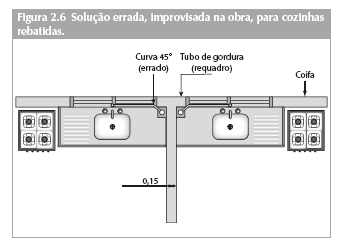 Figura 2.6 Solução errada, improvisada na obra, para cozinhas
rebatidas.
Curva 45°
(errado)
Tubo de gordura
(requadro)
Coifa
0,15